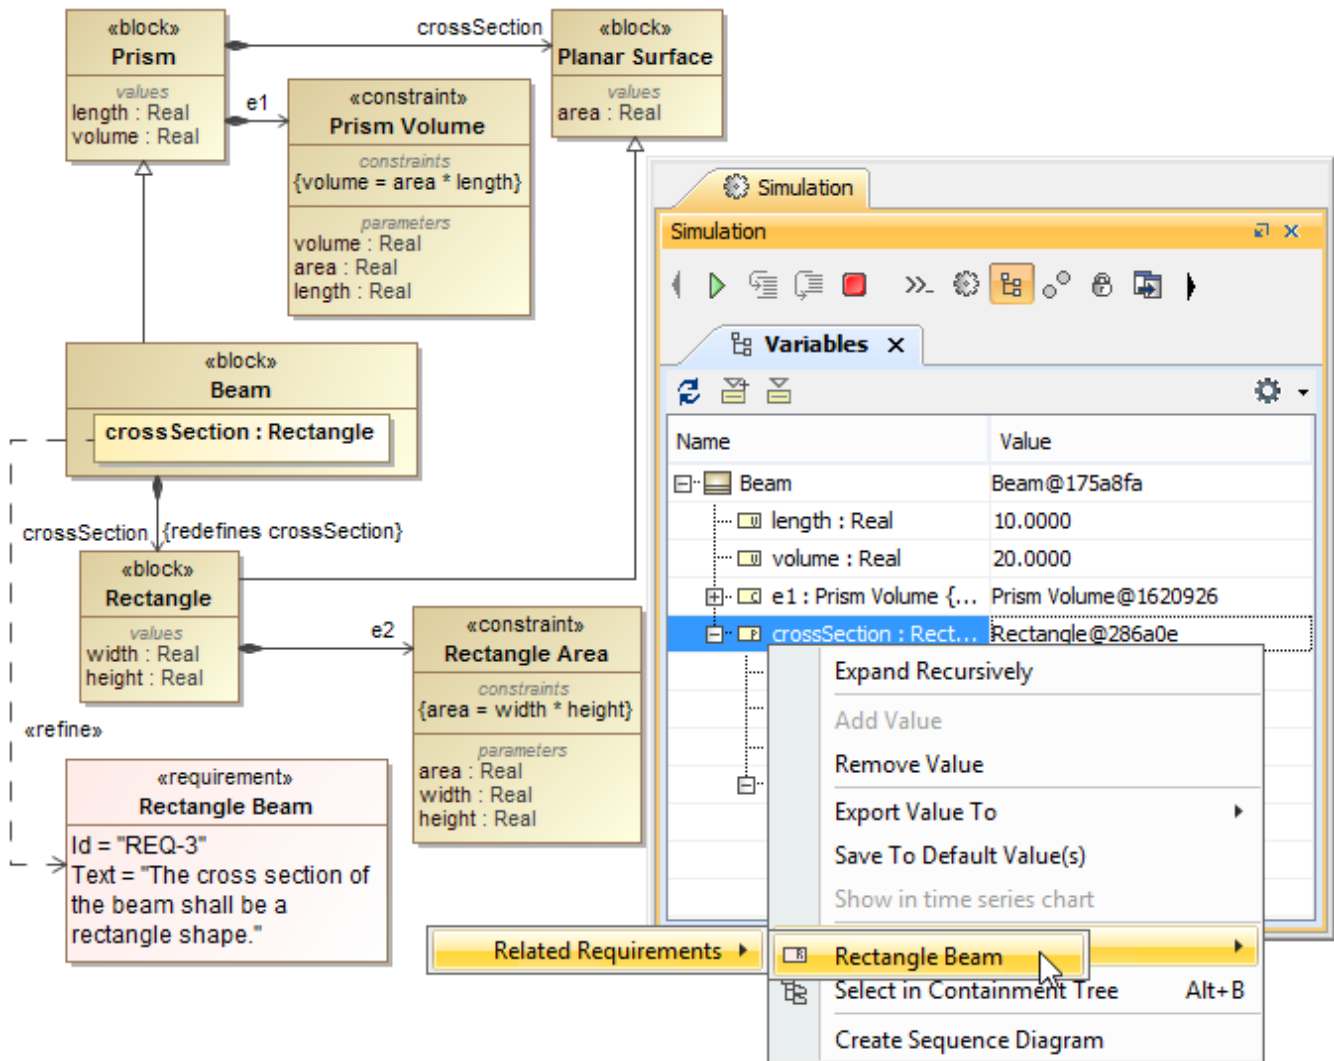 «block»
Prism
values
length : Real
volume : Real
crossSection
«block»
Planar Surface
values
area : Real
e1
«constraint»
Prism Volume
constraints
{volume = area * length}
parameters
volume : Real
area : Real
length : Real
«block»
Beam
crossSection : Rectangle
crossSection
{redefines crossSection}
«block»
Rectangle
values
width : Real
height : Real
e2
«constraint»
Rectangle Area
constraints
{area = width * height}
parameters
area : Real
width : Real
height : Real
«refine»
«requirement»
Rectangle Beam
Id = "REQ-3"
Text = "The cross section of
the beam shall be a
rectangle shape."
Simulation
Simulation
Variables
Name Value
Beam Beam@175a8fa
length : Real 10.0000
volume : Real 20.0000
e1 : Prism Volume {... Prism Volume@1620926
crossSection : Rect... Rectangle@286a0e
Expand Recursively
Add Value
Remove Value
Export Value To
Save To Default Value(s)
Show in time series chart
Related Requirements
Rectangle Beam
Select in Containment Tree Alt+B
Create Sequence Diagram